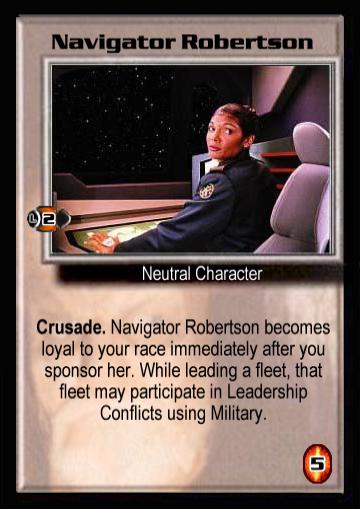 Navigator Robertson
L 2
Neutral Character
Crusade. Navigator Robertson becomes
loyal to your race immediately after you
sponsor her. While leading a fleet, that
fleet may participate in Leadership
Conflicts using Military.
5